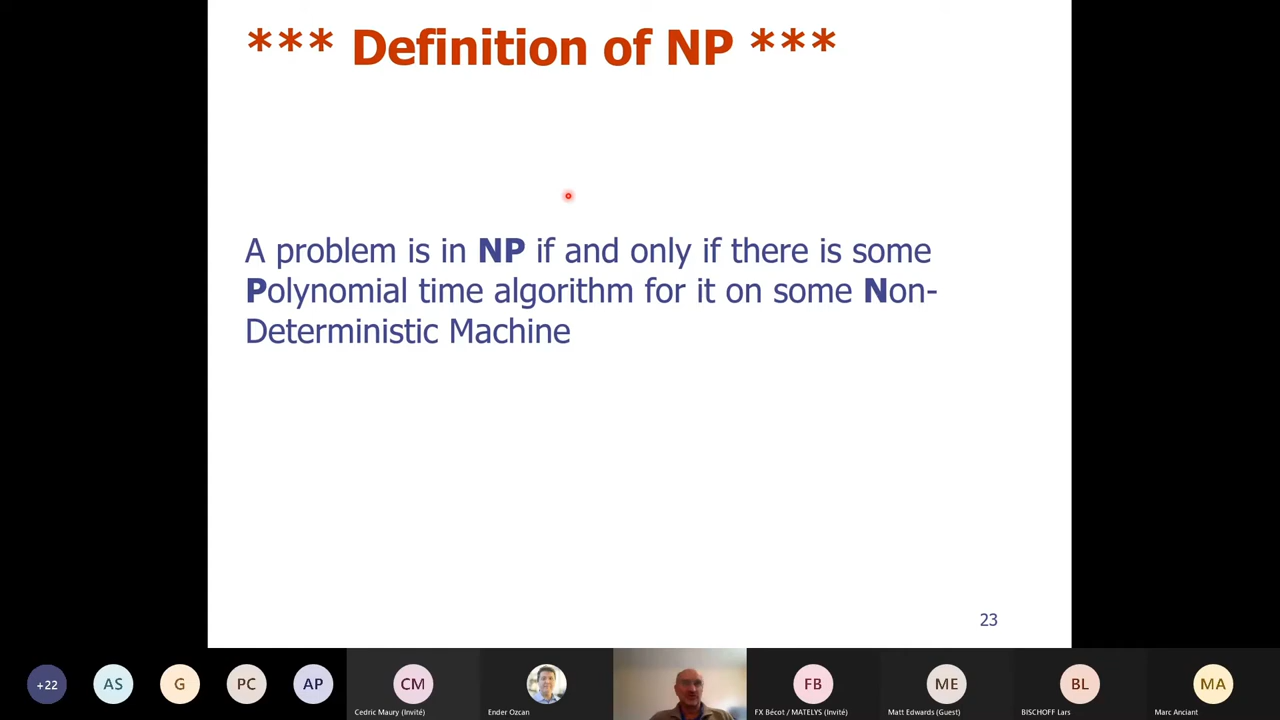 *** Definition of NP ***
A problem is in NP if and only if there is some
Polynomial time algorithm for it on some Non-
Deterministic Machine
23
+22
AS
G
PC
AP
CM
FB
ME
BL
MA
Cedric Maury (Invité)
Ender Ozcan
FX Bécot / MATELYS (Invité)
Matt Edwards (Guest)
BISCHOFF Lars
Marc Anciant